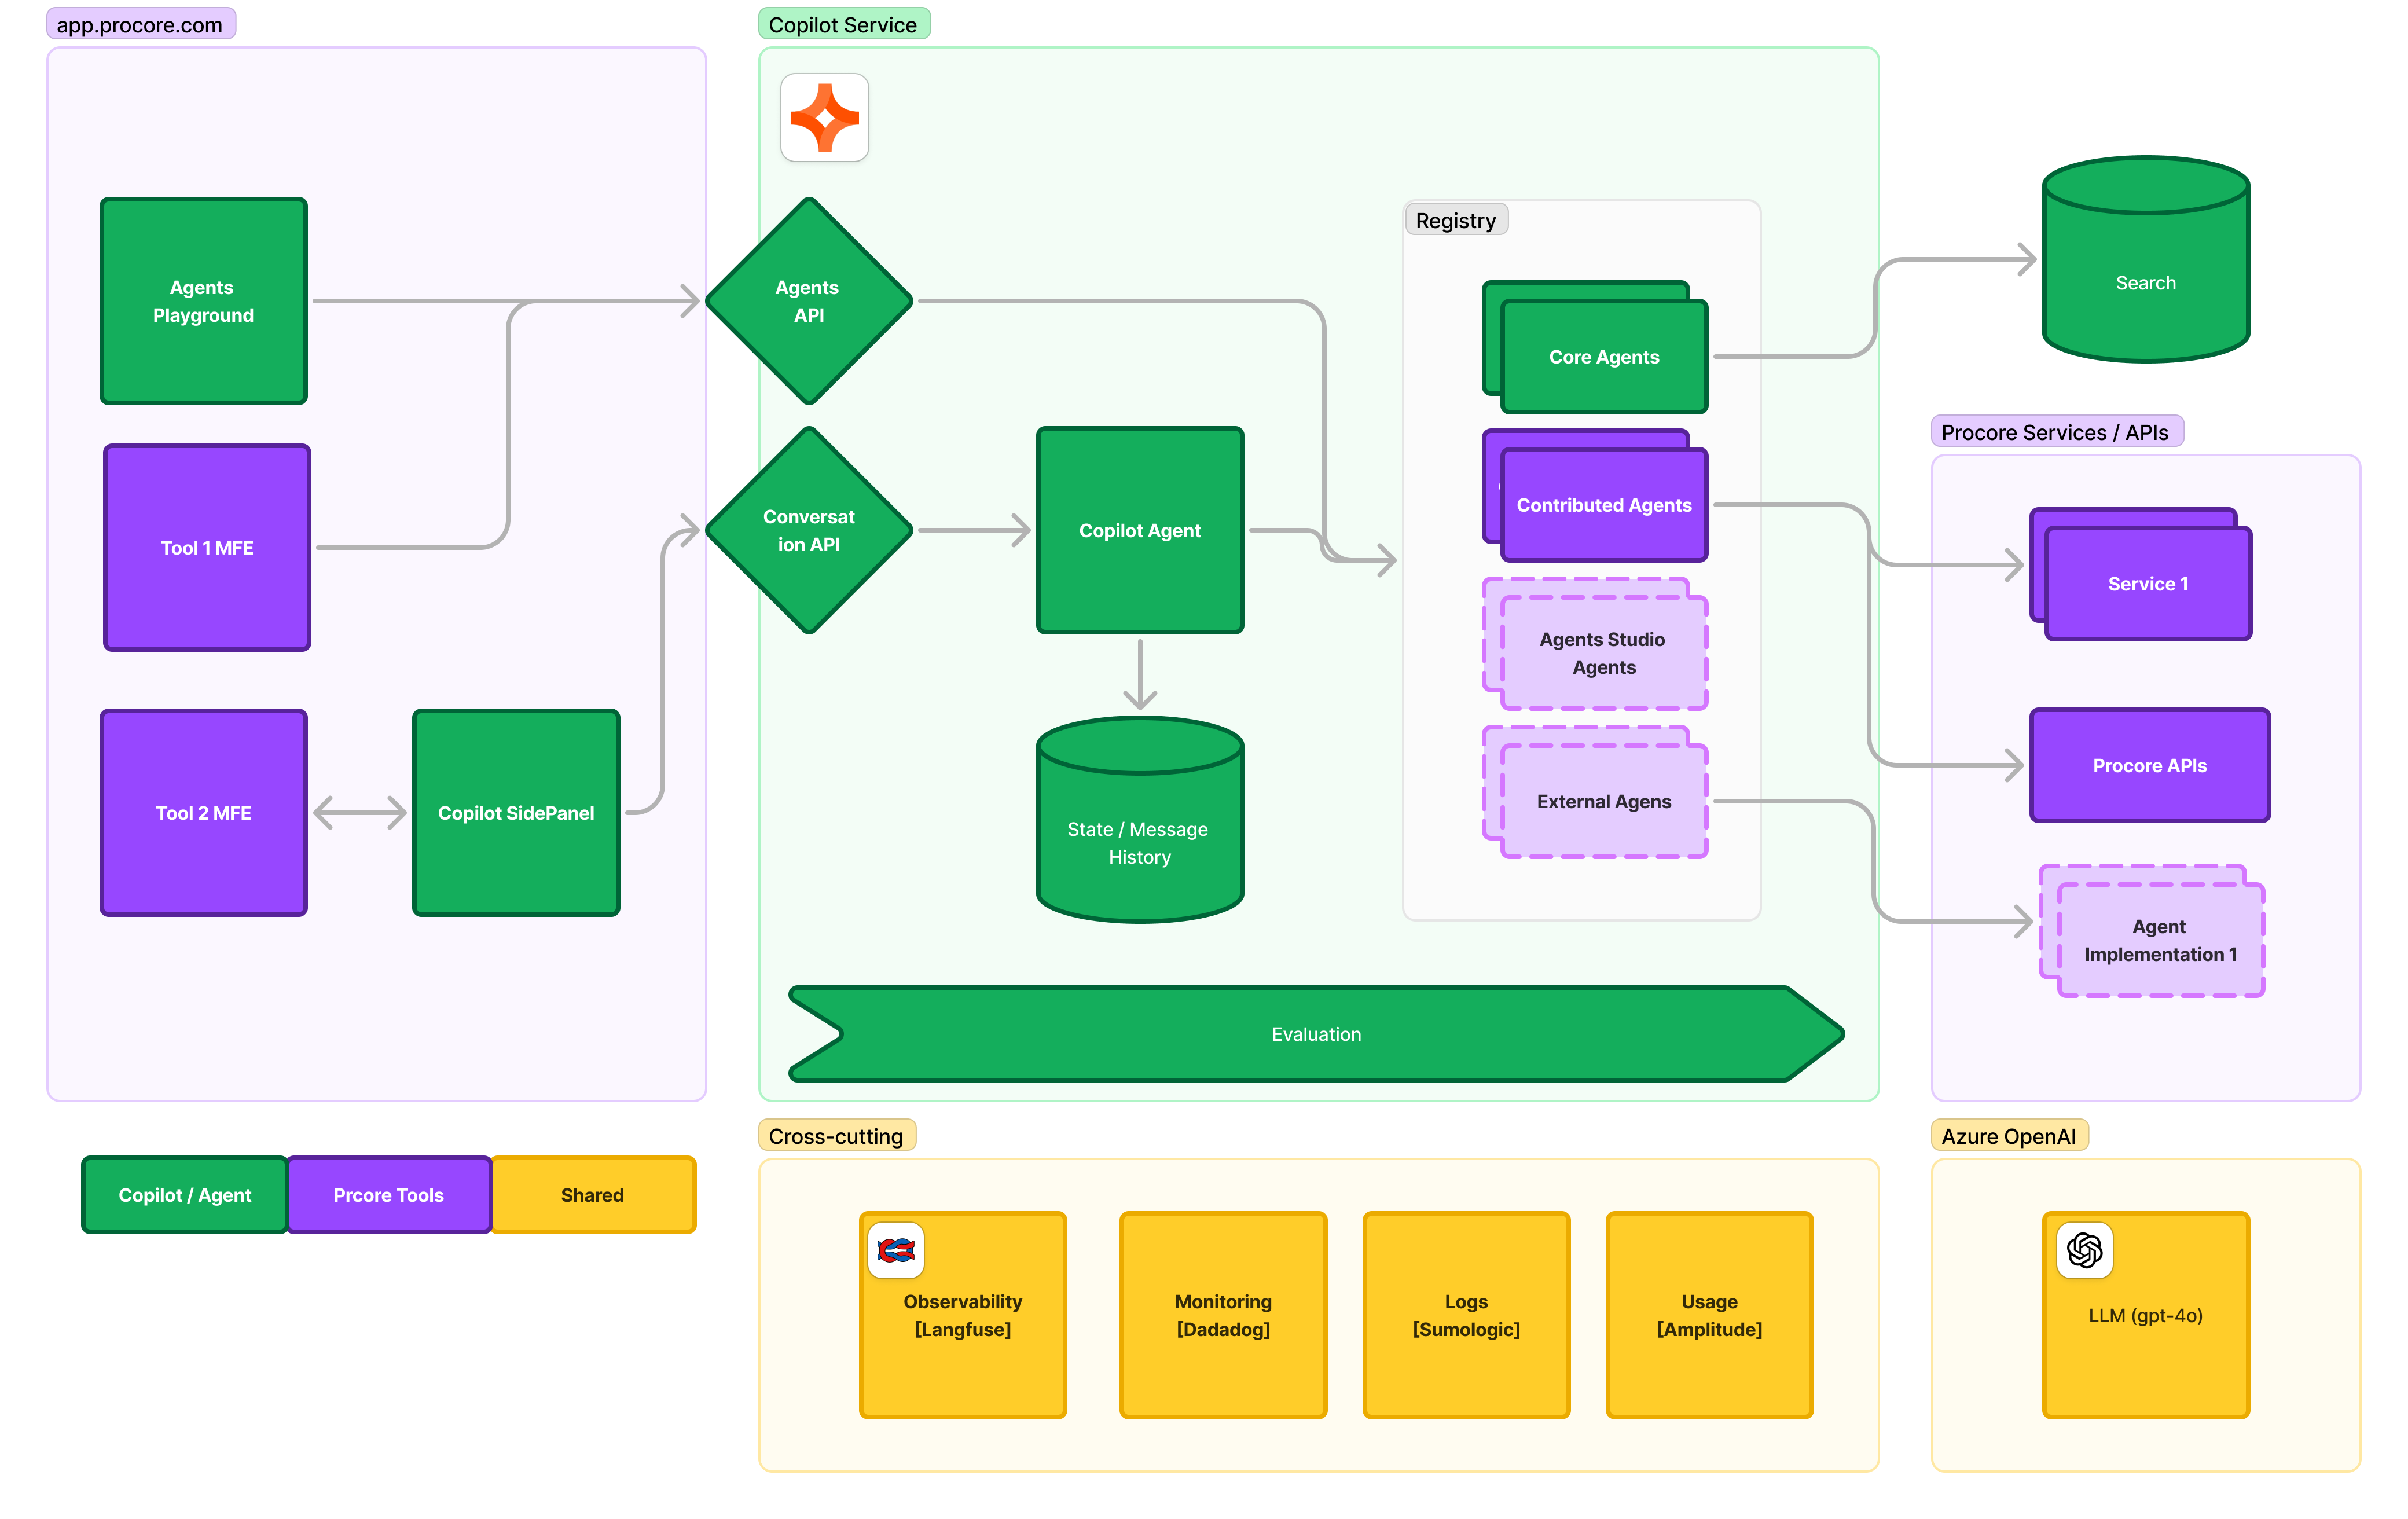 app.procore.com
Agents
Playground
Tool 1 MFE
Tool 2 MFE
Copilot SidePanel
Copilot Service
Agents
API
Conversat
ion API
Copilot Agent
State / Message
History
Registry
Core Agents
Contributed Agents
Agents Studio
Agents
External Agens
Evaluation
Search
Procore Services / APIs
Service 1
Procore APIs
Agent
Implementation 1
Copilot / Agent
Prcore Tools
Shared
Cross-cutting
Observability
[Langfuse]
Monitoring
[Dadadog]
Logs
[Sumologic]
Usage
[Amplitude]
Azure OpenAI
LLM (gpt-4o)